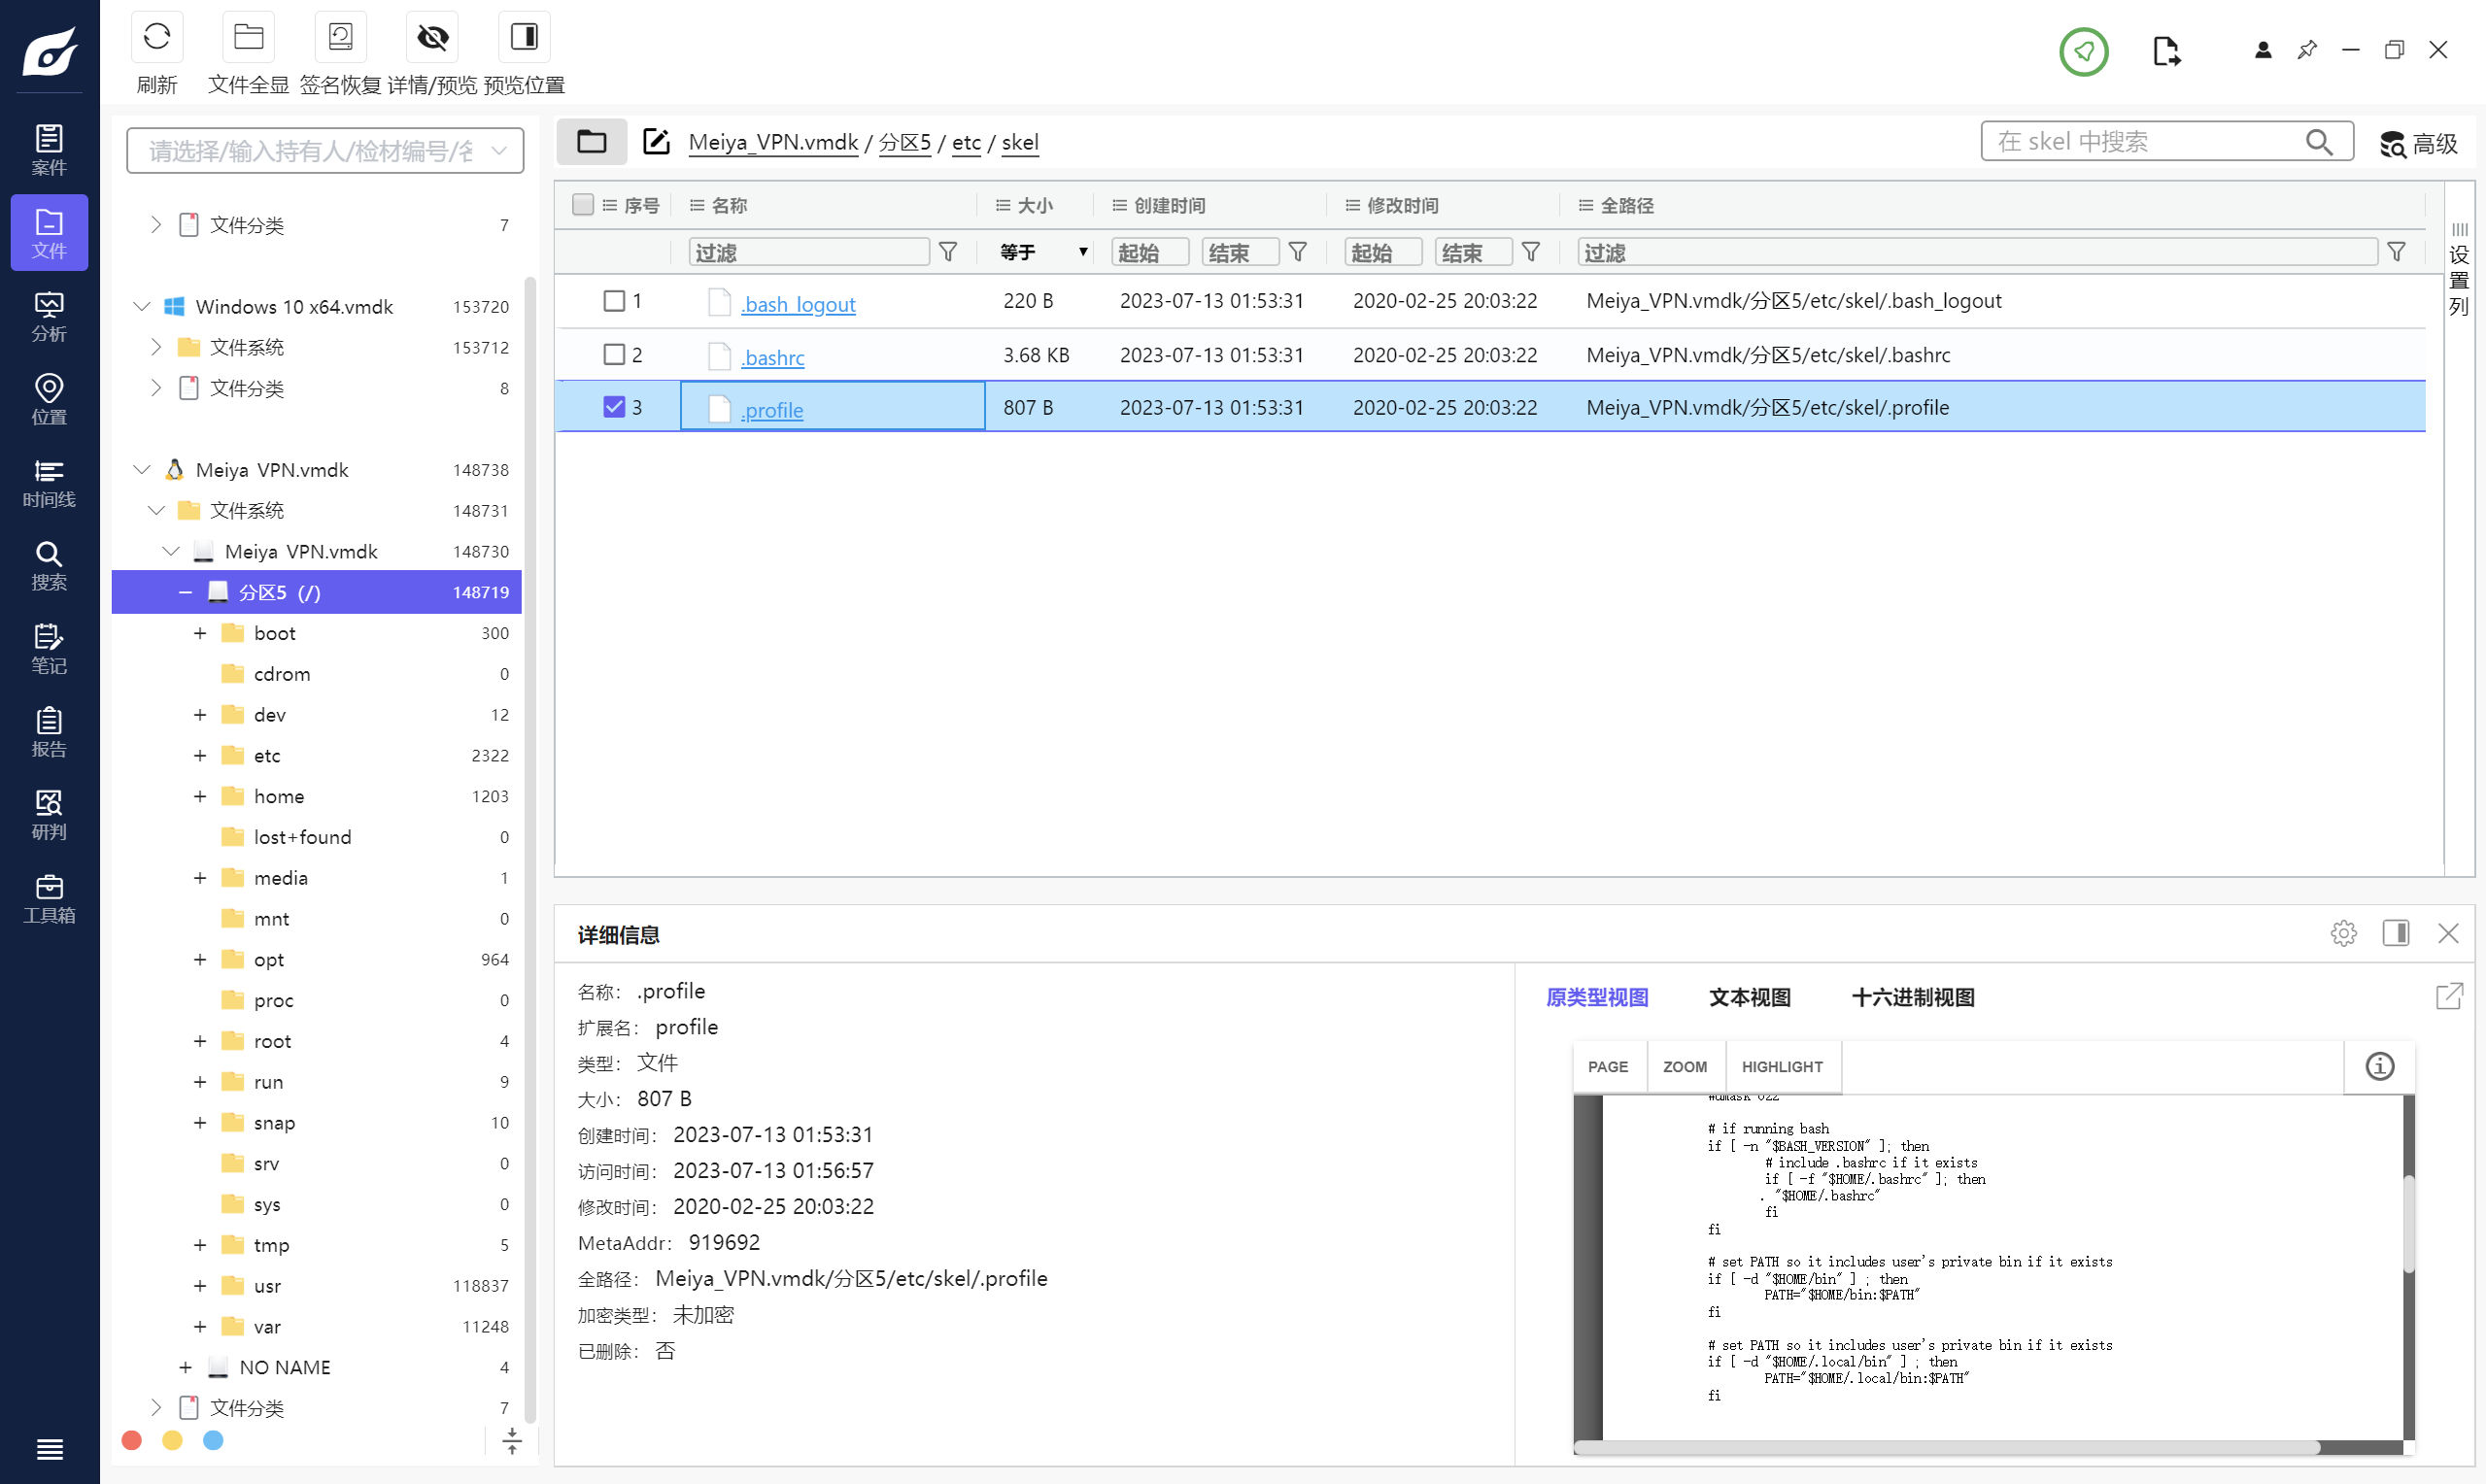 刷新
文件全显
签名恢复
详情/预览
预览位置
案件
文件
分析
位置
时间线
搜索
笔记
报告
研判
工具箱
请选择/输入持有人/检材编号/名
文件分类 7
Windows 10 x64.vmdk 153720
文件系统 153712
文件分类 8
Meiya_VPN.vmdk 148738
文件系统 148731
Meiya_VPN.vmdk 148730
分区5 (/) 148719
boot 300
cdrom 0
dev 12
etc 2322
home 1203
lost+found 0
media 1
mnt 0
opt 964
proc 0
root 4
run 9
snap 10
srv 0
sys 0
tmp 5
usr 118837
var 11248
NO NAME 4
文件分类 7
Meiya_VPN.vmdk / 分区5 / etc / skel
在 skel 中搜索
高级
序号 名称 大小 创建时间 修改时间 全路径
过滤 等于 起始 结束 起始 结束 过滤
1 .bash_logout 220 B 2023-07-13 01:53:31 2020-02-25 20:03:22 Meiya_VPN.vmdk/分区5/etc/skel/.bash_logout
2 .bashrc 3.68 KB 2023-07-13 01:53:31 2020-02-25 20:03:22 Meiya_VPN.vmdk/分区5/etc/skel/.bashrc
3 .profile 807 B 2023-07-13 01:53:31 2020-02-25 20:03:22 Meiya_VPN.vmdk/分区5/etc/skel/.profile
设置列
详细信息
名称： .profile
扩展名： profile
类型： 文件
大小： 807 B
创建时间： 2023-07-13 01:53:31
访问时间： 2023-07-13 01:56:57
修改时间： 2020-02-25 20:03:22
MetaAddr： 919692
全路径： Meiya_VPN.vmdk/分区5/etc/skel/.profile
加密类型： 未加密
已删除： 否
原类型视图 文本视图 十六进制视图
PAGE ZOOM HIGHLIGHT
#umask 022
# if running bash
if [ -n "$BASH_VERSION" ]; then
# include .bashrc if it exists
if [ -f "$HOME/.bashrc" ]; then
. "$HOME/.bashrc"
fi
fi
# set PATH so it includes user's private bin if it exists
if [ -d "$HOME/bin" ] ; then
PATH="$HOME/bin:$PATH"
fi
# set PATH so it includes user's private bin if it exists
if [ -d "$HOME/.local/bin" ] ; then
PATH="$HOME/.local/bin:$PATH"
fi